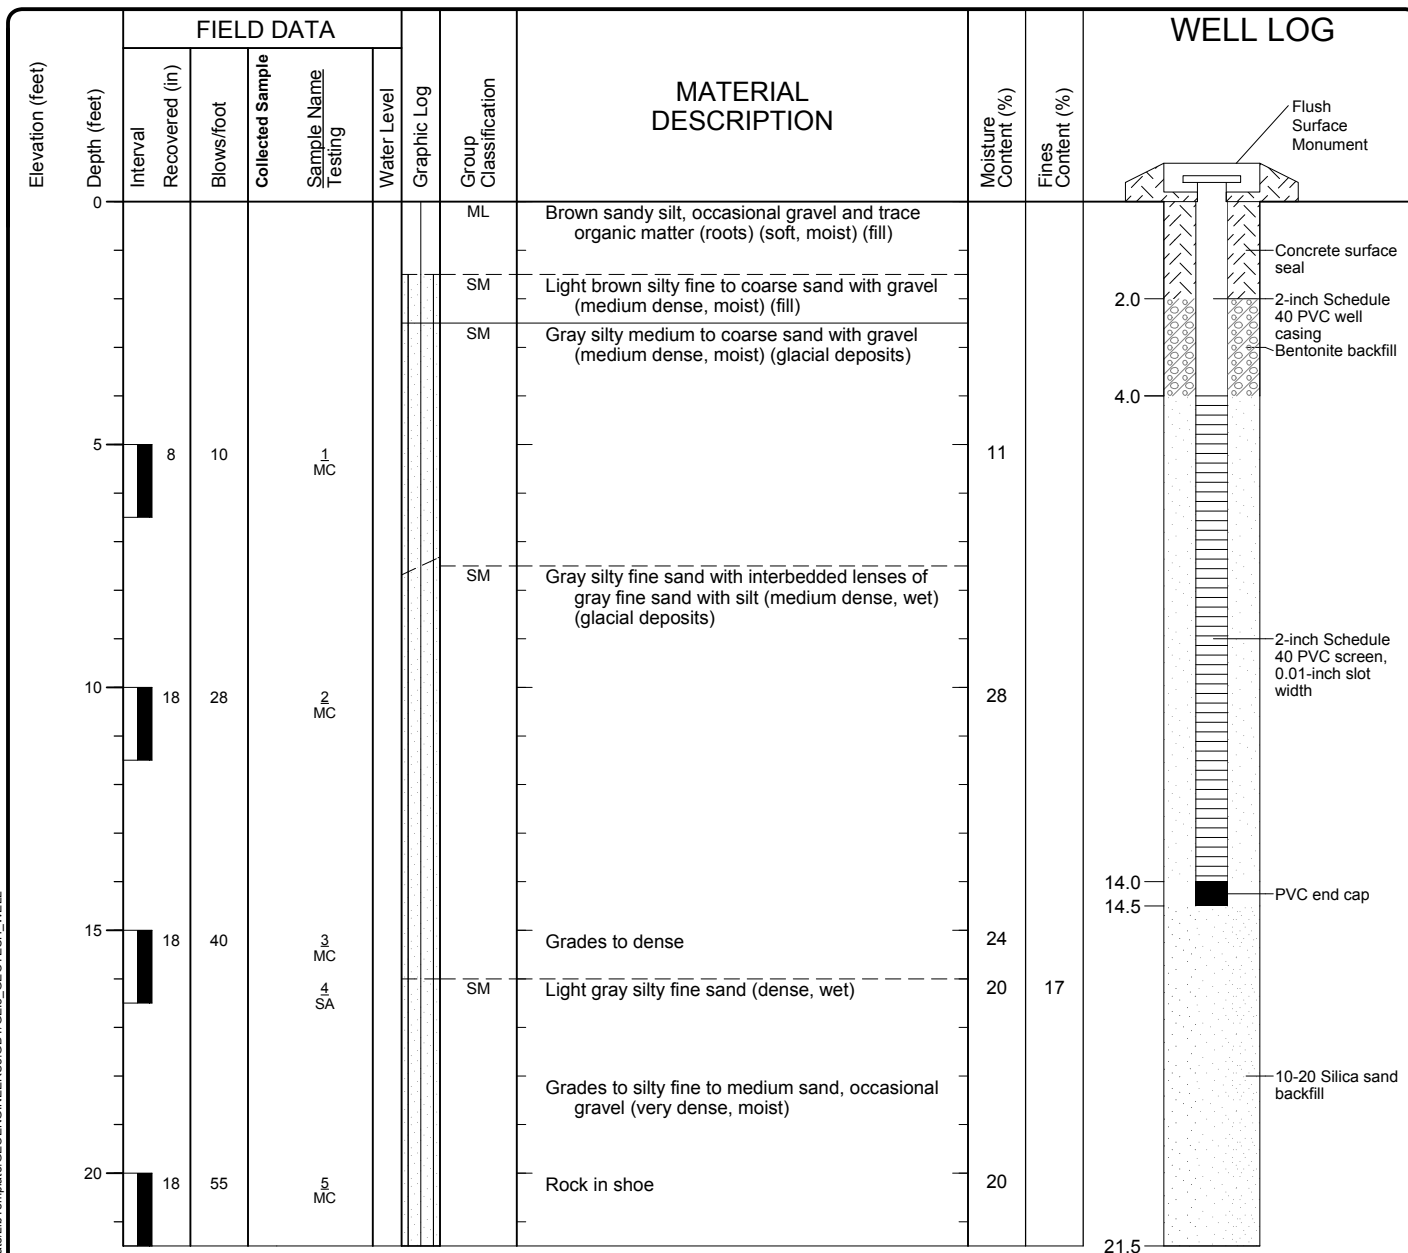 FIELD DATA
WELL LOG
Elevation (feet)
Depth (feet)
Interval
Recovered (in)
Blows/foot
Collected Sample
Sample Name
Testing
Water Level
Graphic Log
Group
Classification
MATERIAL
DESCRIPTION
Moisture
Content (%)
Fines
Content (%)
Flush
Surface
Monument
0
ML
Brown sandy silt, occasional gravel and trace
organic matter (roots) (soft, moist) (fill)
Concrete surface
seal
SM
Light brown silty fine to coarse sand with gravel
(medium dense, moist) (fill)
2.0
2-inch Schedule
40 PVC well
casing
SM
Gray silty medium to coarse sand with gravel
(medium dense, moist) (glacial deposits)
Bentonite backfill
4.0
5
8
10
1
MC
11
SM
Gray silty fine sand with interbedded lenses of
gray fine sand with silt (medium dense, wet)
(glacial deposits)
2-inch Schedule
40 PVC screen,
0.01-inch slot
width
10
18
28
2
MC
28
14.0
14.5
PVC end cap
15
18
40
3
MC
Grades to dense
24
4
SA
SM
Light gray silty fine sand (dense, wet)
20
17
Grades to silty fine to medium sand, occasional
gravel (very dense, moist)
10-20 Silica sand
backfill
20
18
55
5
MC
Rock in shoe
20
21.5